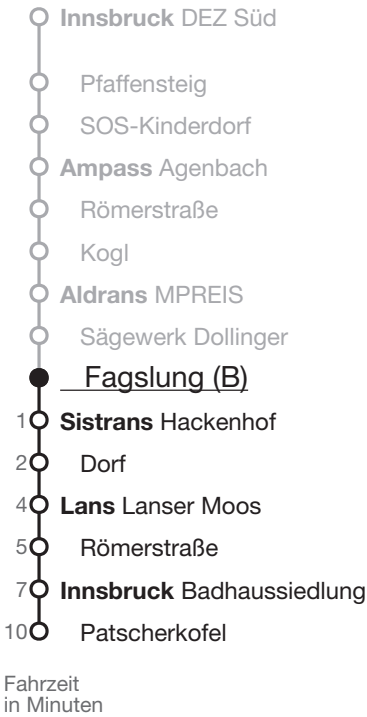 Innsbruck DEZ Süd
Pfaffensteig
SOS-Kinderdorf
Ampass Agenbach
Römerstraße
Kogl
Aldrans MPREIS
Sägewerk Dollinger
Fagslung (B)
1 Sistrans Hackenhof
2 Dorf
4 Lans Lanser Moos
5 Römerstraße
7 Innsbruck Badhaussiedlung
10 Patscherkofel
Fahrzeit
in Minuten